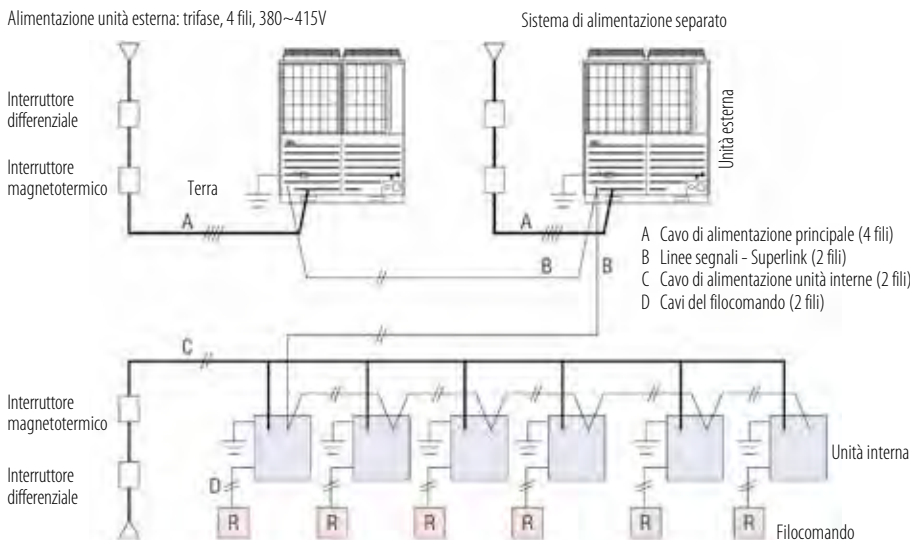 Alimentazione unità esterna: trifase, 4 fili, 380~415V
Sistema di alimentazione separato
Interruttore
differenziale
Interruttore
magnetotermico
Terra
Unità esterna
A
A
B
B
A Cavo di alimentazione principale (4 fili)
B Linee segnali - Superlink (2 fili)
C Cavo di alimentazione unità interne (2 fili)
D Cavi del filocomando (2 fili)
C
Interruttore
magnetotermico
Interruttore
differenziale
Unità interna
D
R
R
R
R
R
R
Filocomando